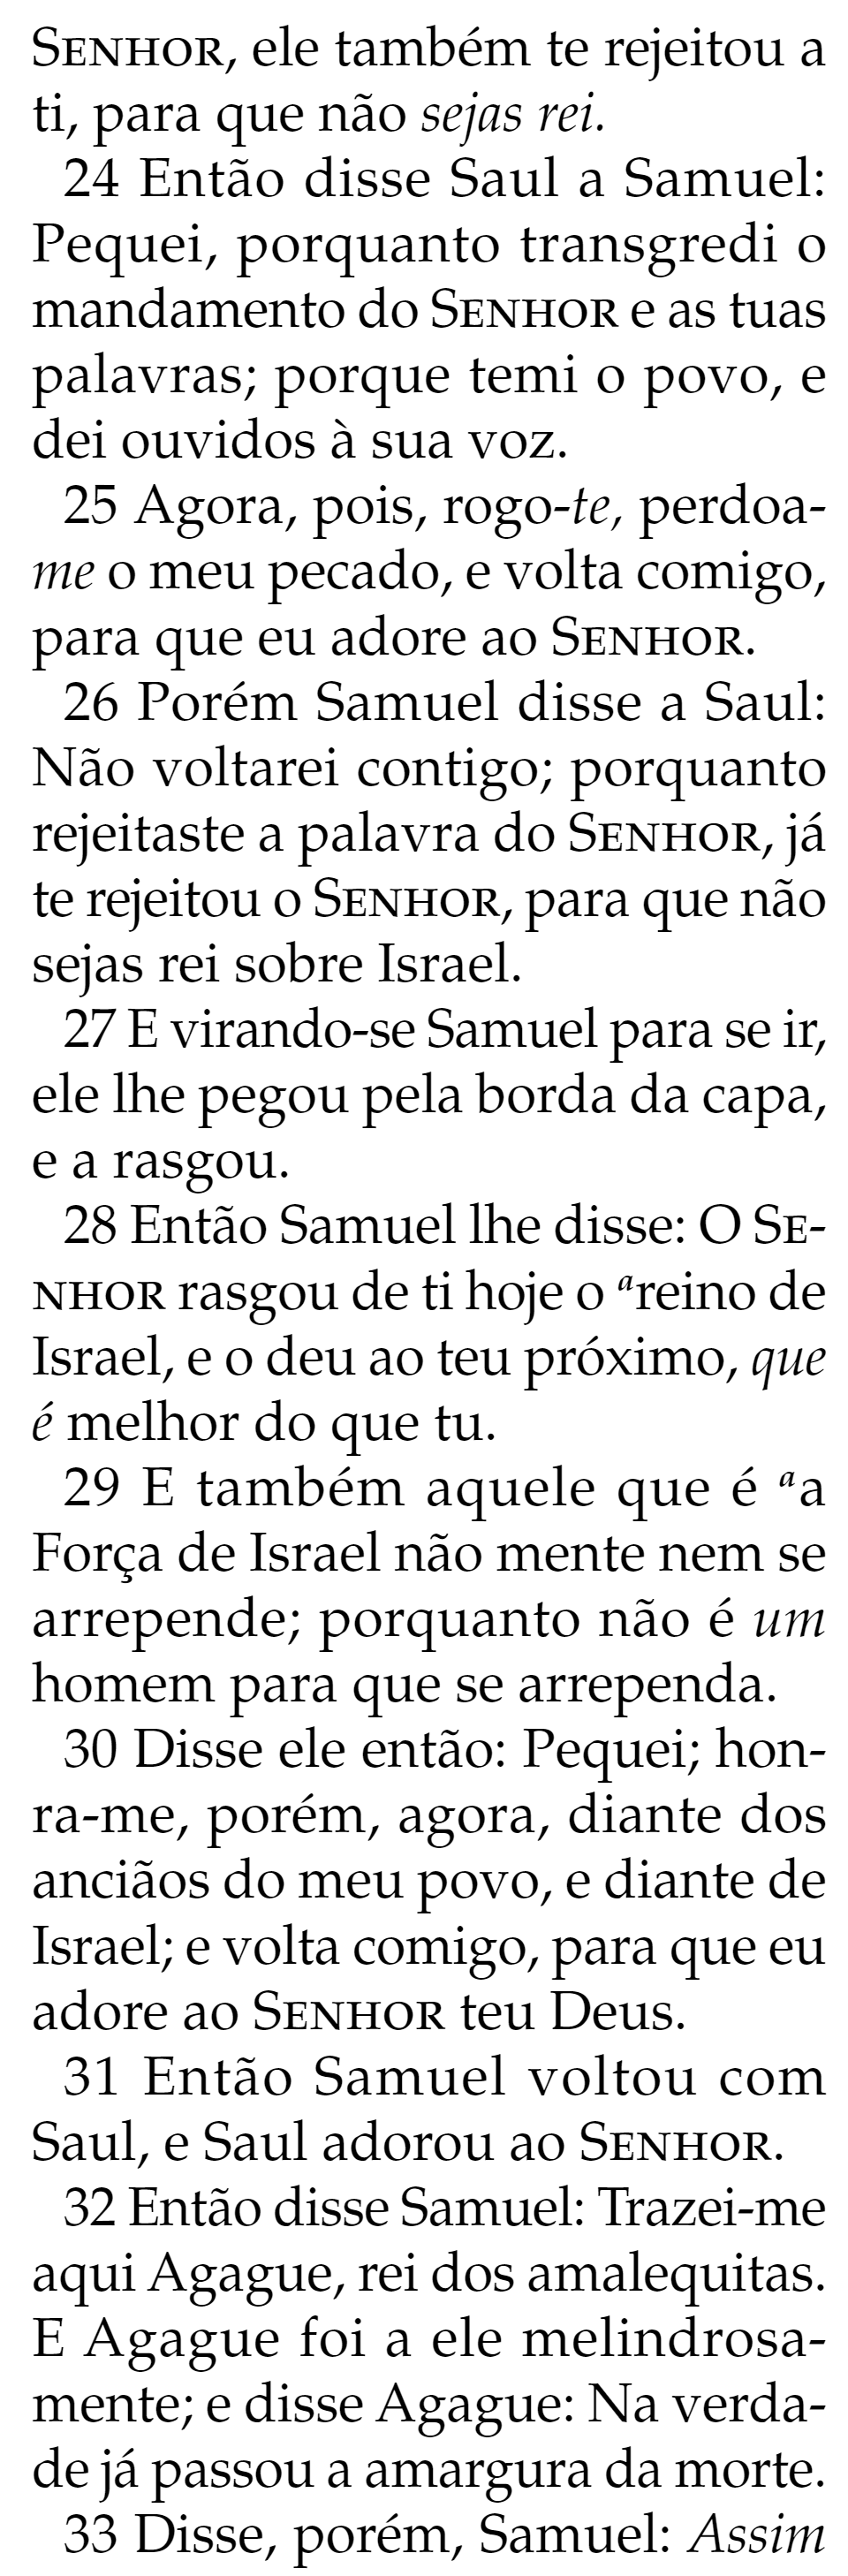 SENHOR, ele também te rejeitou a
ti, para que não sejas rei.
24 Então disse Saul a Samuel:
Pequei, porquanto transgredi o
mandamento do SENHOR e as tuas
palavras; porque temi o povo, e
dei ouvidos à sua voz.
25 Agora, pois, rogo-te, perdoa-
me o meu pecado, e volta comigo,
para que eu adore ao SENHOR.
26 Porém Samuel disse a Saul:
Não voltarei contigo; porquanto
rejeitaste a palavra do SENHOR, já
te rejeitou o SENHOR, para que não
sejas rei sobre Israel.
27 E virando-se Samuel para se ir,
ele lhe pegou pela borda da capa,
e a rasgou.
28 Então Samuel lhe disse: O SE-
NHOR rasgou de ti hoje o ᵃreino de
Israel, e o deu ao teu próximo, que
é melhor do que tu.
29 E também aquele que é ᵃa
Força de Israel não mente nem se
arrepende; porquanto não é um
homem para que se arrependa.
30 Disse ele então: Pequei; hon-
ra-me, porém, agora, diante dos
anciãos do meu povo, e diante de
Israel; e volta comigo, para que eu
adore ao SENHOR teu Deus.
31 Então Samuel voltou com
Saul, e Saul adorou ao SENHOR.
32 Então disse Samuel: Trazei-me
aqui Agague, rei dos amalequitas.
E Agague foi a ele melindrosa-
mente; e disse Agague: Na verda-
de já passou a amargura da morte.
33 Disse, porém, Samuel: Assim